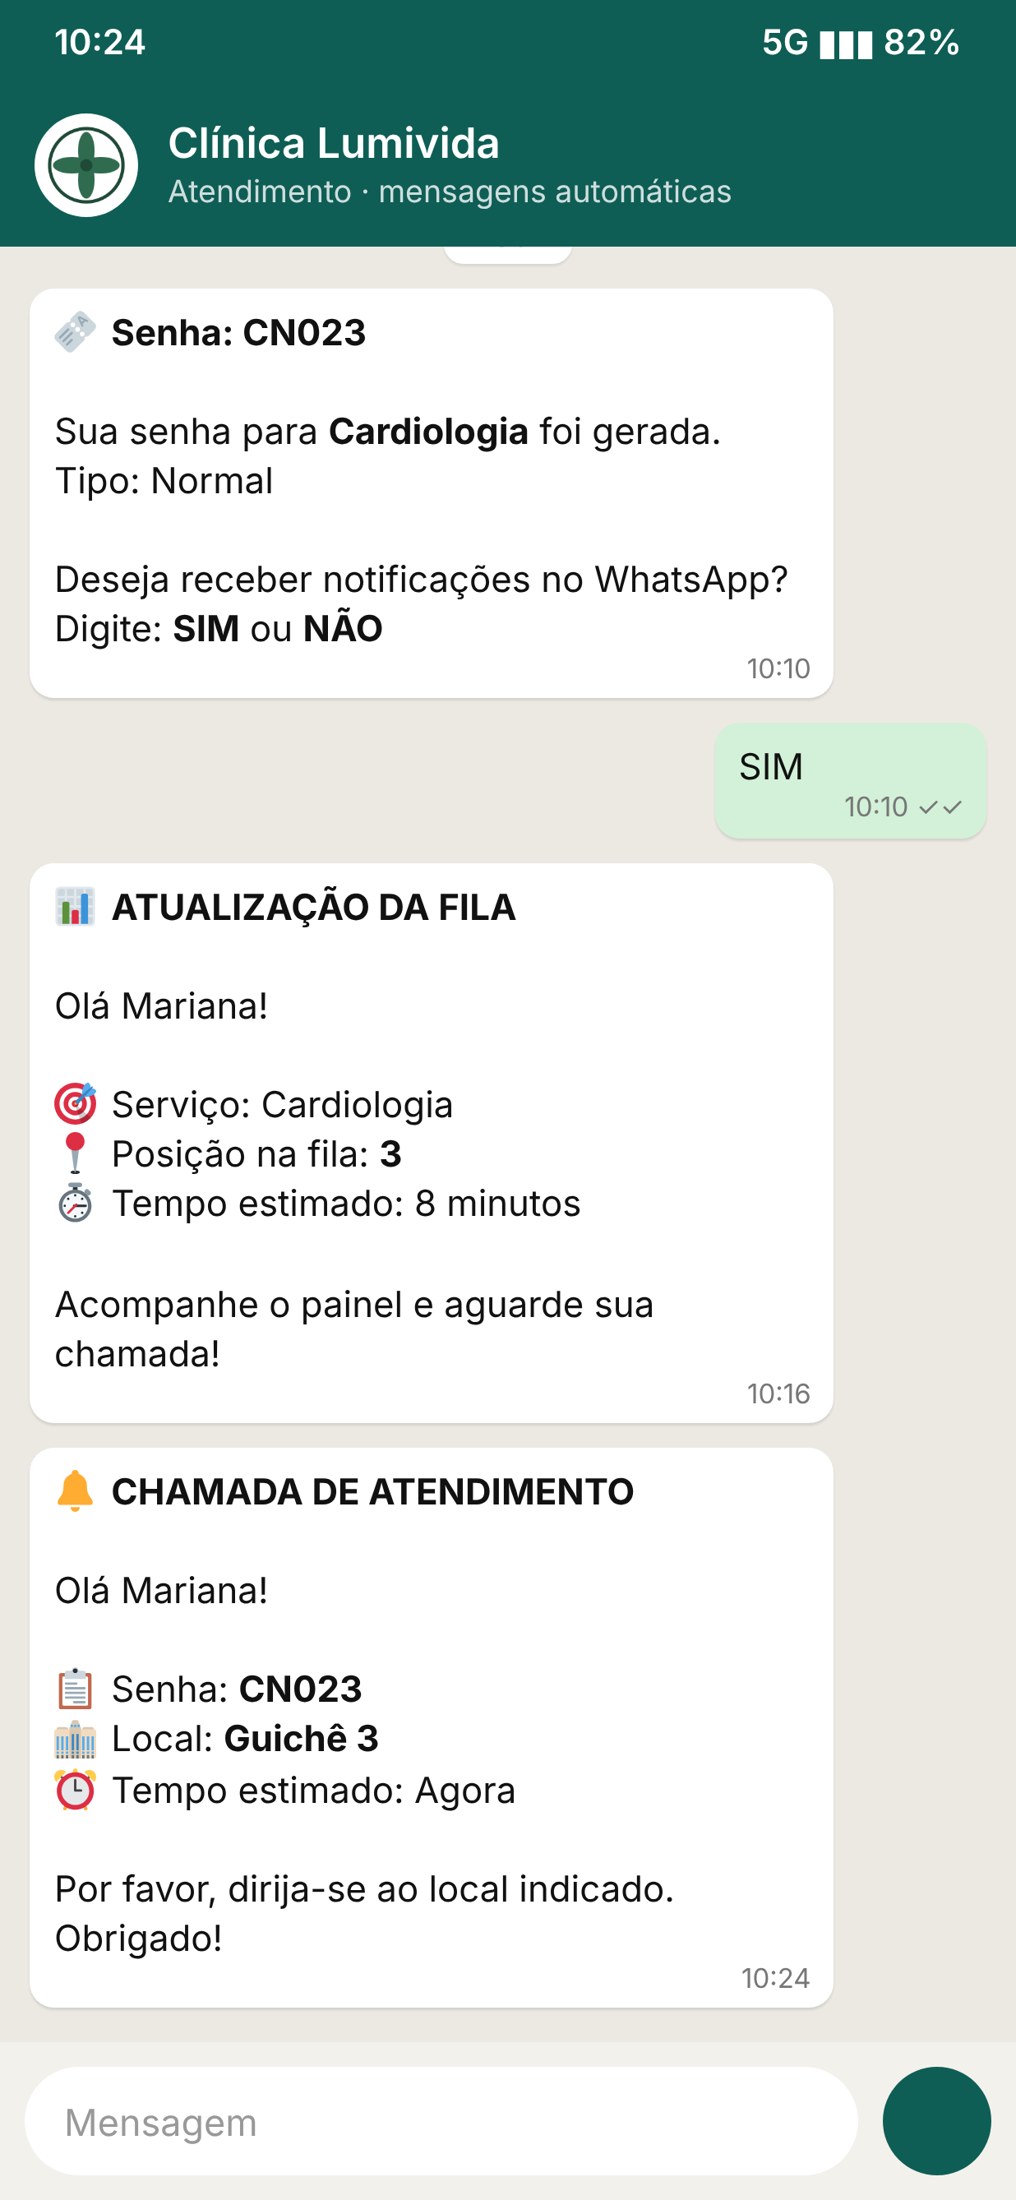 10:24
5G 82%
Clínica Lumivida
Atendimento · mensagens automáticas
Senha: CN023
Sua senha para Cardiologia foi gerada.
Tipo: Normal
Deseja receber notificações no WhatsApp?
Digite: SIM ou NÃO
10:10
SIM
10:10
ATUALIZAÇÃO DA FILA
Olá Mariana!
Serviço: Cardiologia
Posição na fila: 3
Tempo estimado: 8 minutos
Acompanhe o painel e aguarde sua
chamada!
10:16
CHAMADA DE ATENDIMENTO
Olá Mariana!
Senha: CN023
Local: Guichê 3
Tempo estimado: Agora
Por favor, dirija-se ao local indicado.
Obrigado!
10:24
Mensagem